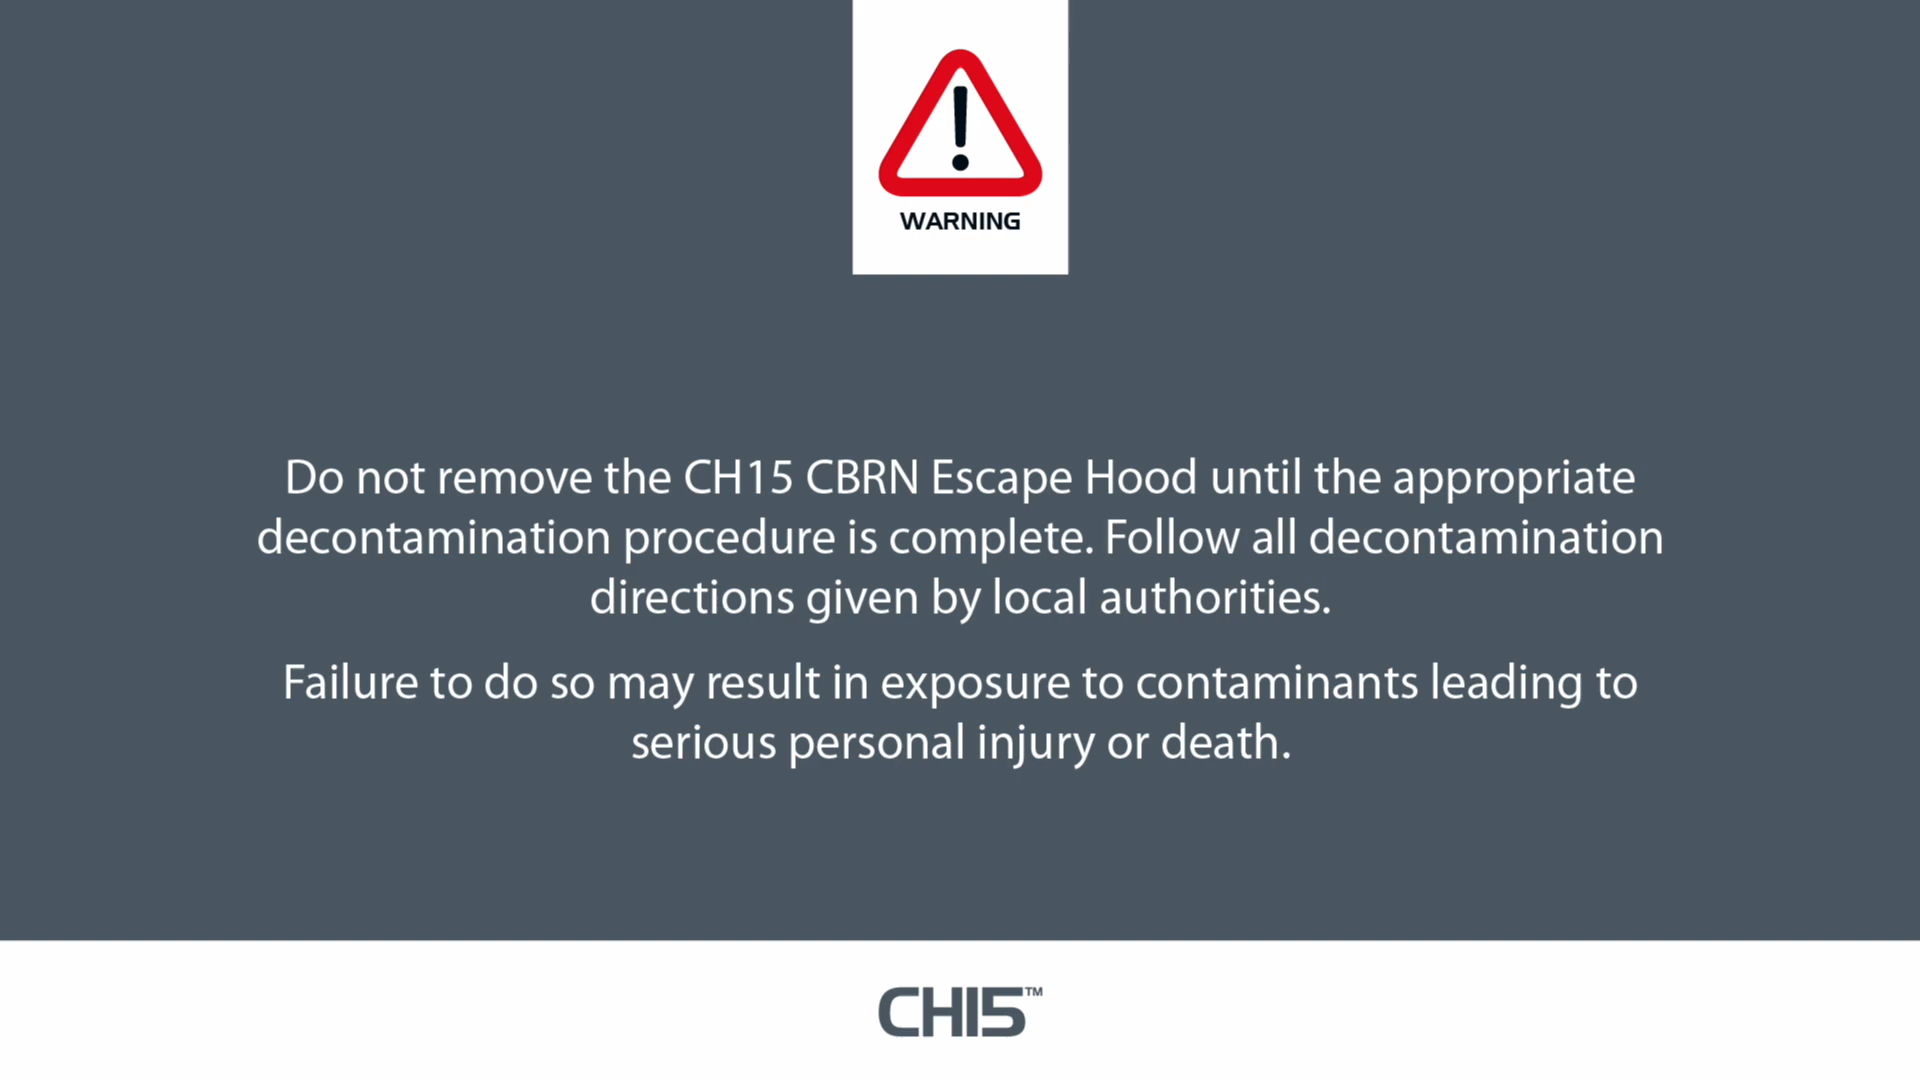 WARNING
Do not remove the CH15 CBRN Escape Hood until the appropriate
decontamination procedure is complete. Follow all decontamination
directions given by local authorities.
Failure to do so may result in exposure to contaminants leading to
serious personal injury or death.
CH15™